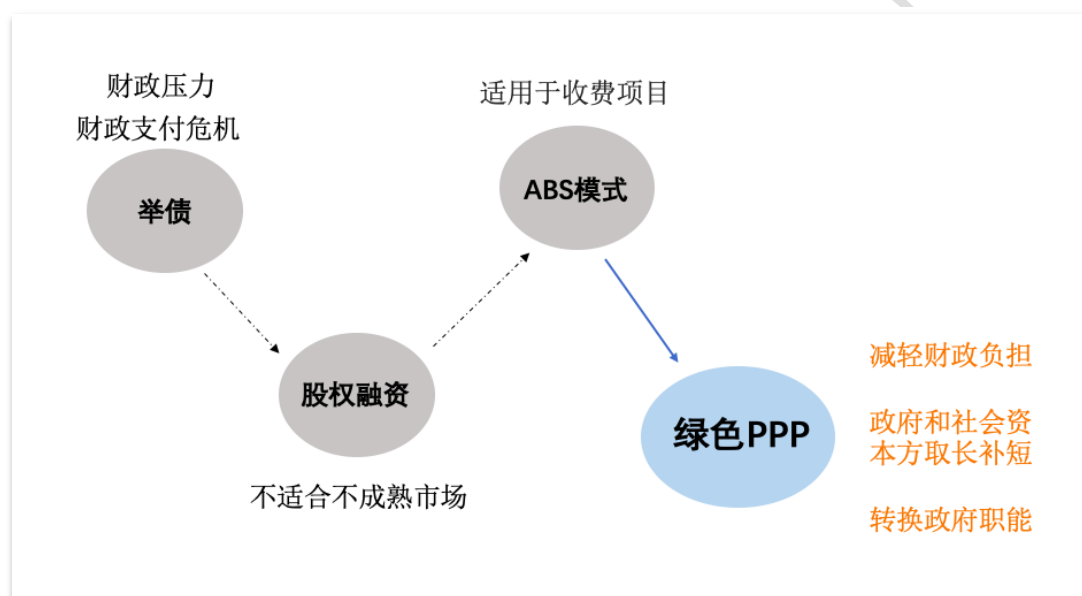 财政压力
财政支付危机
举债
股权融资
不适合不成熟市场
适用于收费项目
ABS模式
绿色PPP
减轻财政负担
政府和社会资
本方取长补短
转换政府职能